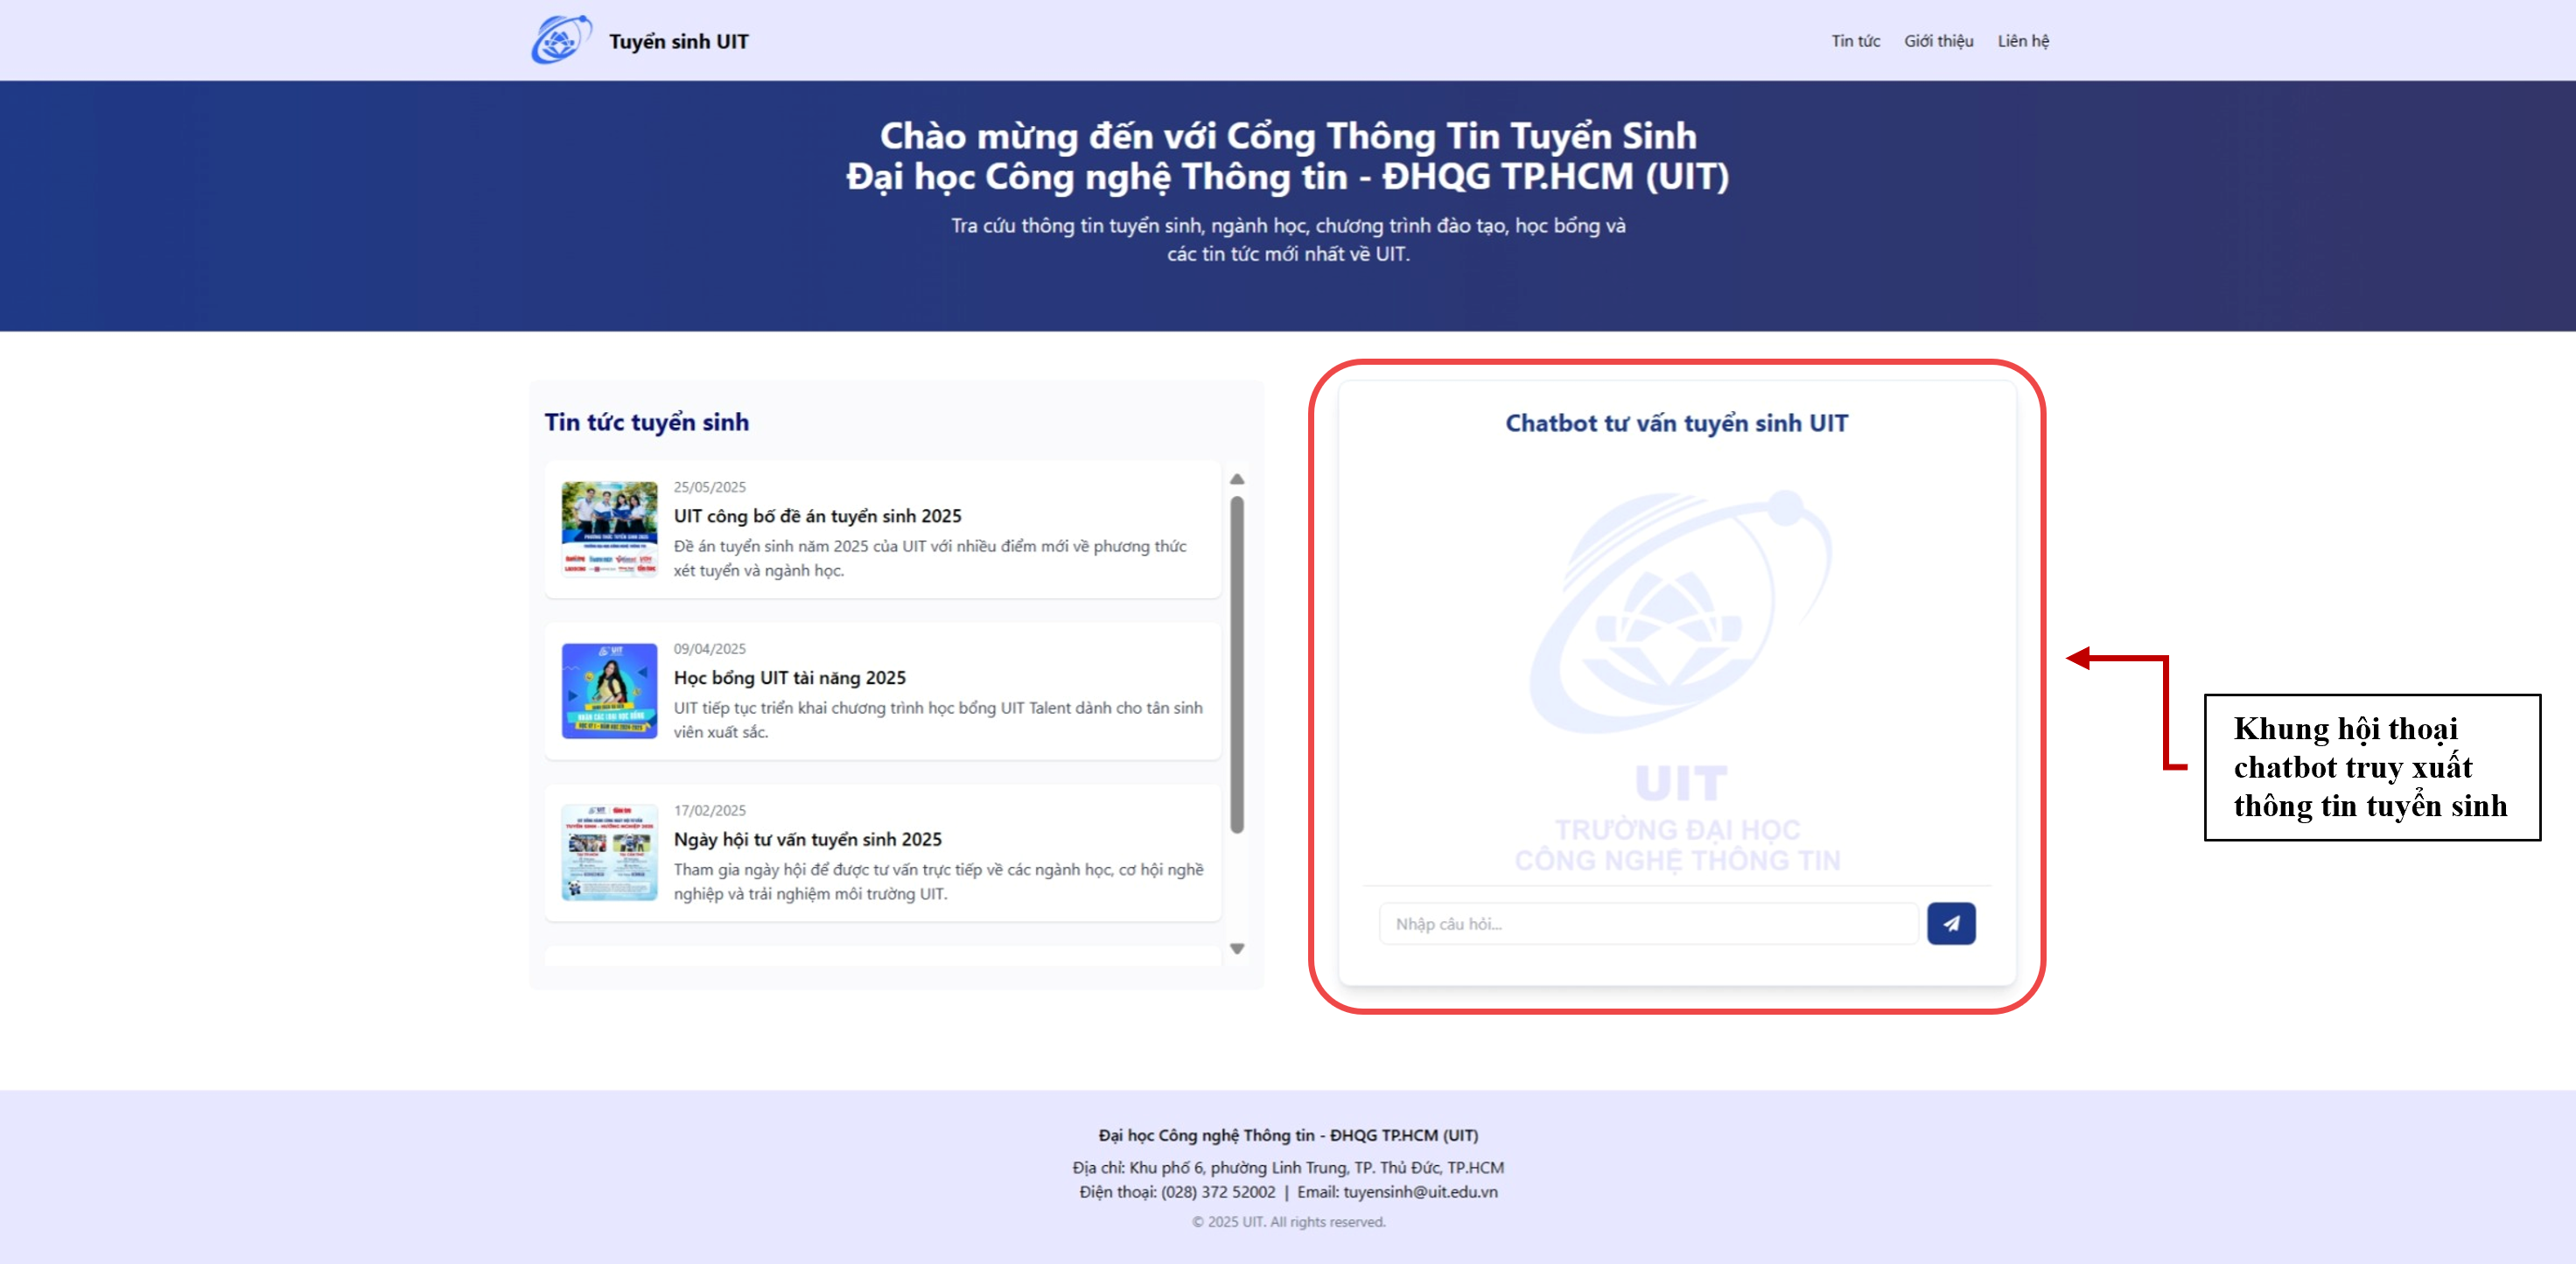 Tuyển sinh UIT
Tin tức
Giới thiệu
Liên hệ
Chào mừng đến với Cổng Thông Tin Tuyển Sinh
Đại học Công nghệ Thông tin - ĐHQG TP.HCM (UIT)
Tra cứu thông tin tuyển sinh, ngành học, chương trình đào tạo, học bổng và
các tin tức mới nhất về UIT.
Tin tức tuyển sinh
25/05/2025
UIT công bố đề án tuyển sinh 2025
Đề án tuyển sinh năm 2025 của UIT với nhiều điểm mới về phương thức
xét tuyển và ngành học.
09/04/2025
Học bổng UIT tài năng 2025
UIT tiếp tục triển khai chương trình học bổng UIT Talent dành cho tân sinh
viên xuất sắc.
17/02/2025
Ngày hội tư vấn tuyển sinh 2025
Tham gia ngày hội để được tư vấn trực tiếp về các ngành học, cơ hội nghề
nghiệp và trải nghiệm môi trường UIT.
Chatbot tư vấn tuyển sinh UIT
UIT
TRƯỜNG ĐẠI HỌC
CÔNG NGHỆ THÔNG TIN
Nhập câu hỏi...
Khung hội thoại
chatbot truy xuất
thông tin tuyển sinh
Đại học Công nghệ Thông tin - ĐHQG TP.HCM (UIT)
Địa chỉ: Khu phố 6, phường Linh Trung, TP. Thủ Đức, TP.HCM
Điện thoại: (028) 372 52002 | Email: tuyensinh@uit.edu.vn
© 2025 UIT. All rights reserved.